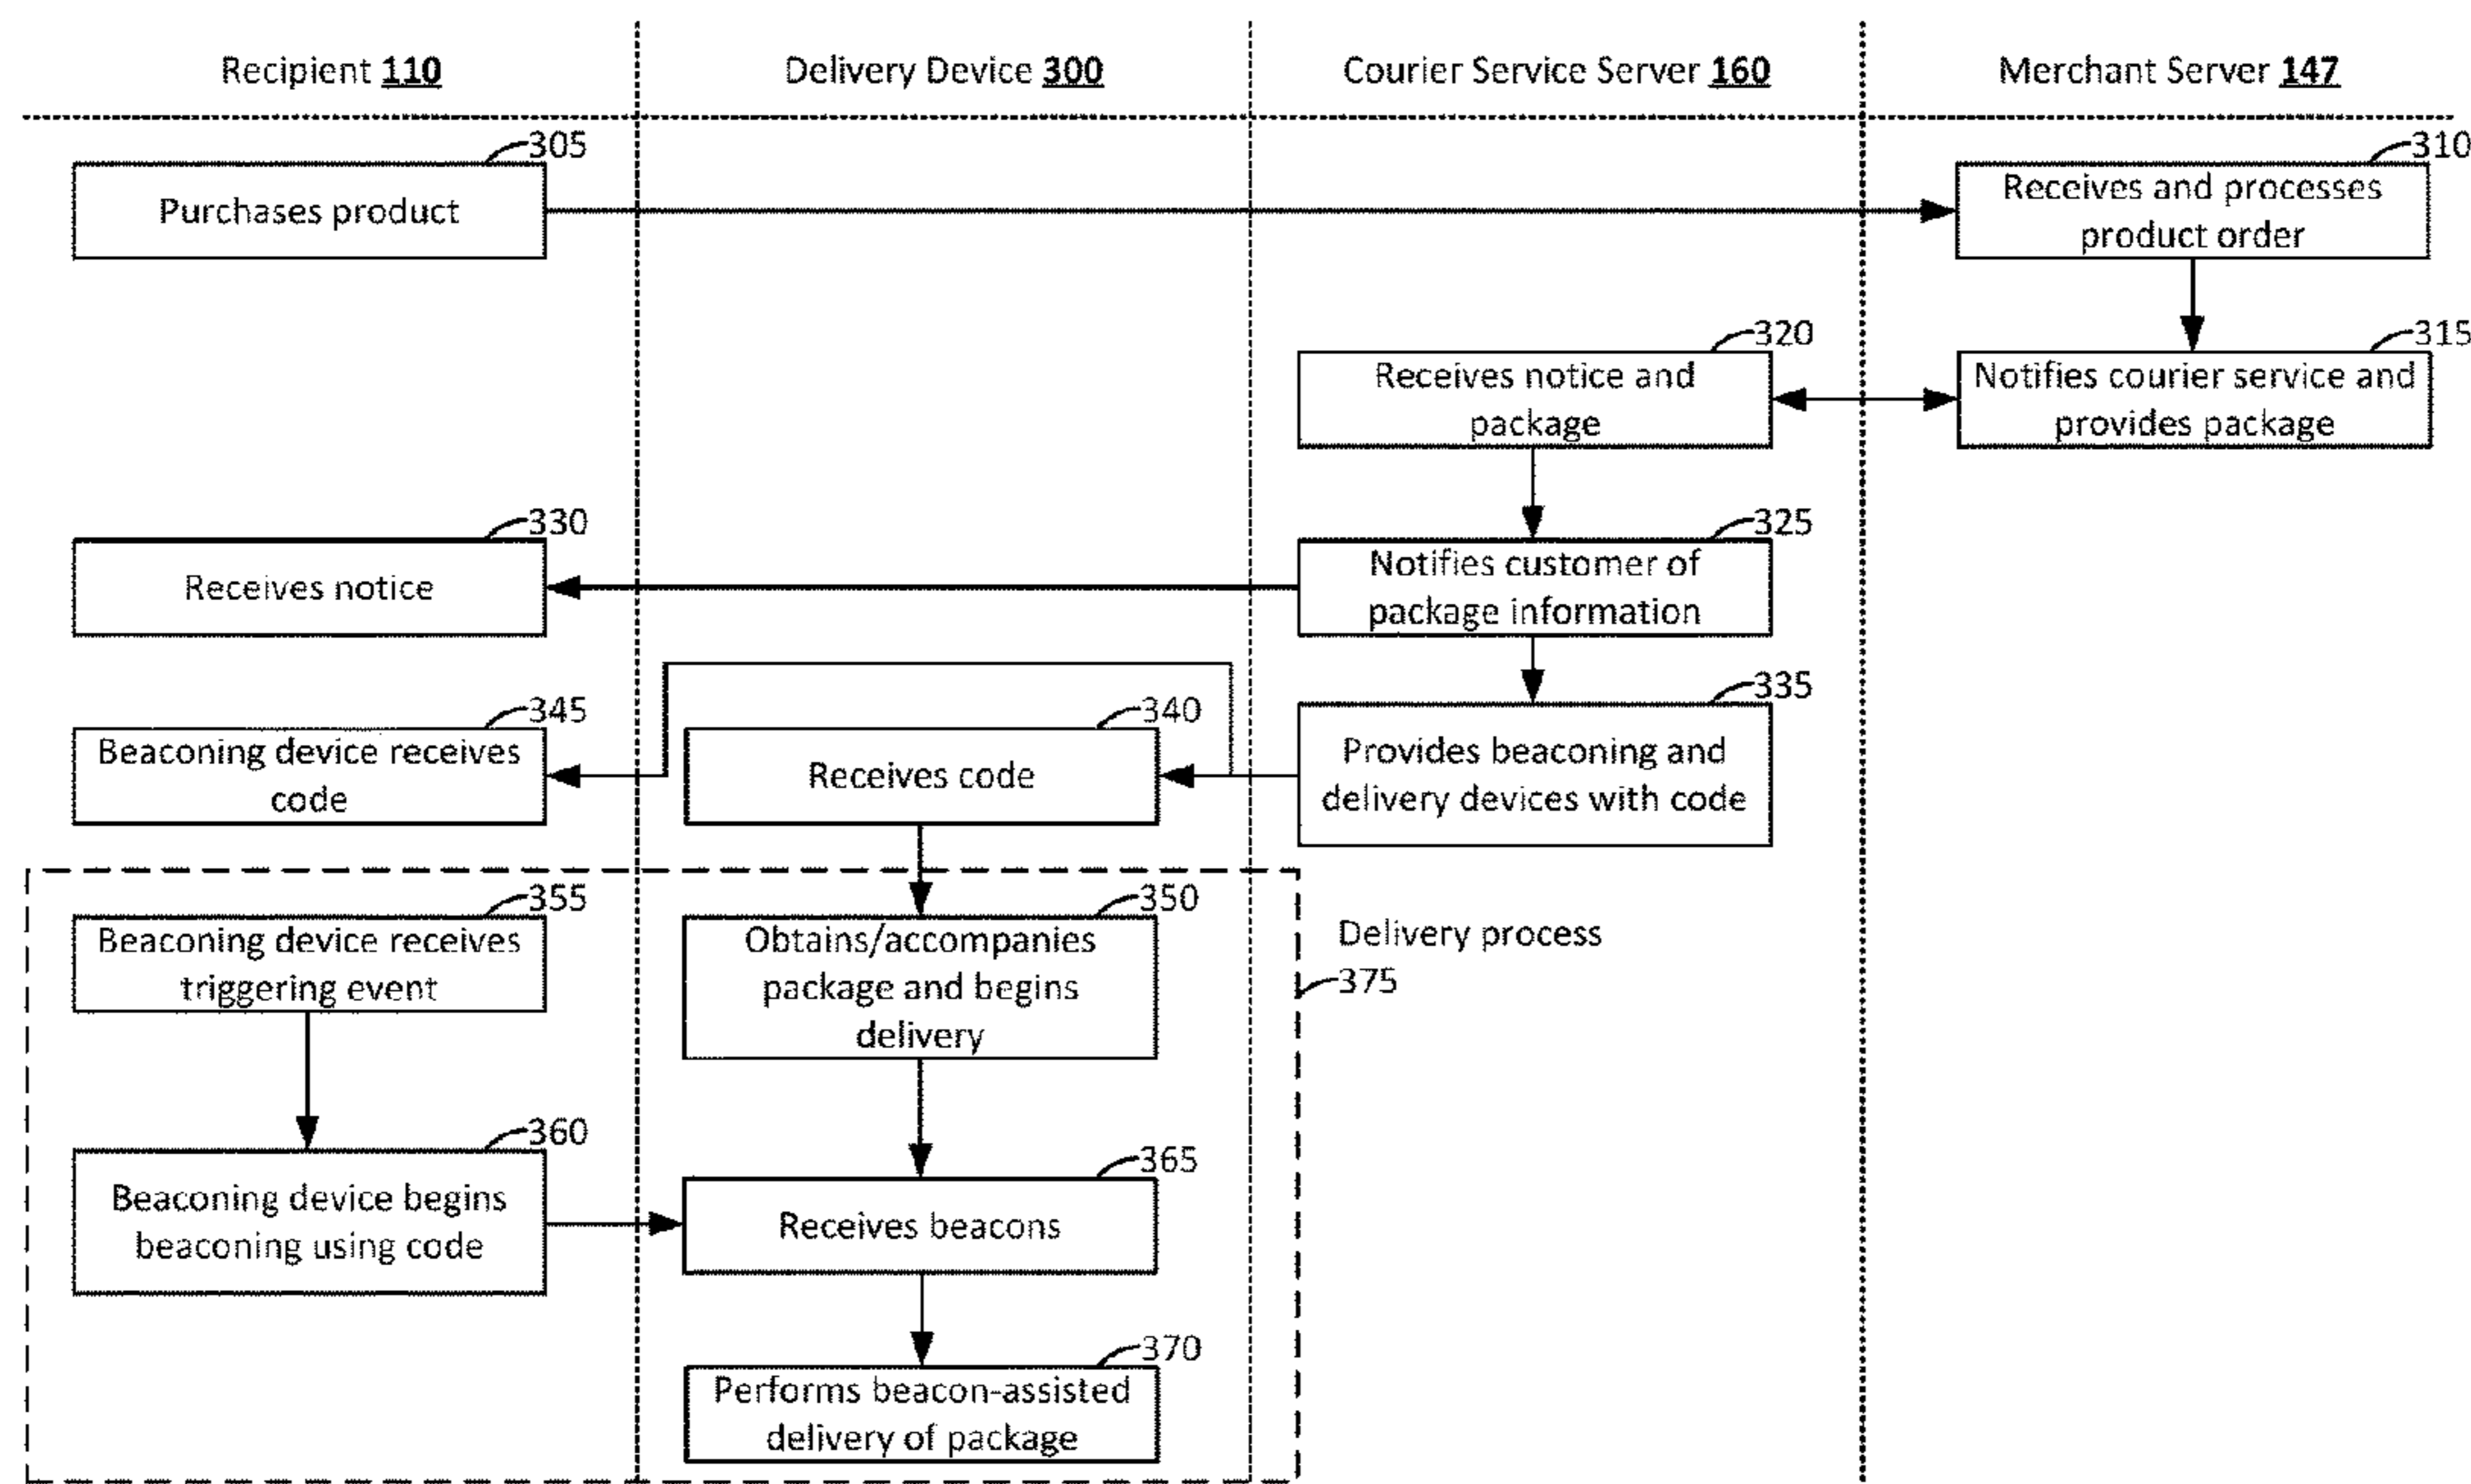 Recipient 110
Delivery Device 300
Courier Service Server 160
Merchant Server 147
305
Purchases product
310
Receives and processes
product order
320
Receives notice and
package
315
Notifies courier service and
provides package
330
Receives notice
325
Notifies customer of
package information
345
Beaconing device receives
code
340
Receives code
335
Provides beaconing and
delivery devices with code
355
Beaconing device receives
triggering event
350
Obtains/accompanies
package and begins
delivery
Delivery process
375
360
Beaconing device begins
beaconing using code
365
Receives beacons
370
Performs beacon-assisted
delivery of package